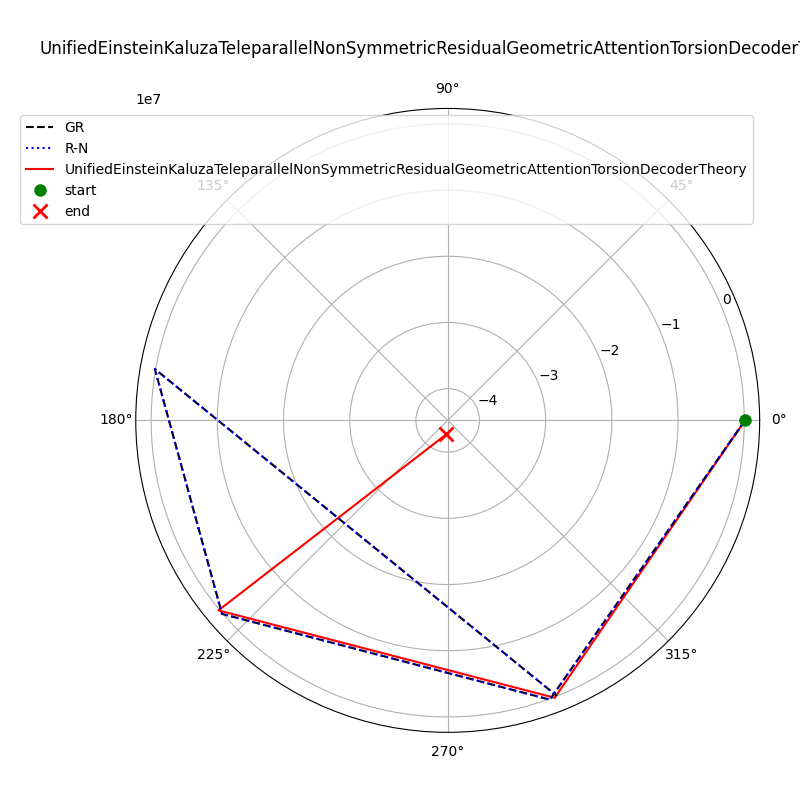 UnifiedEinsteinKaluzaTeleparallelNonSymmetricResidualGeometricAttentionTorsionDecoderT
90°
1e7
GR
R-N
UnifiedEinsteinKaluzaTeleparallelNonSymmetricResidualGeometricAttentionTorsionDecoderTheory
135°
45°
start
end
0
−1
−2
−3
−4
180°
0°
225°
315°
270°